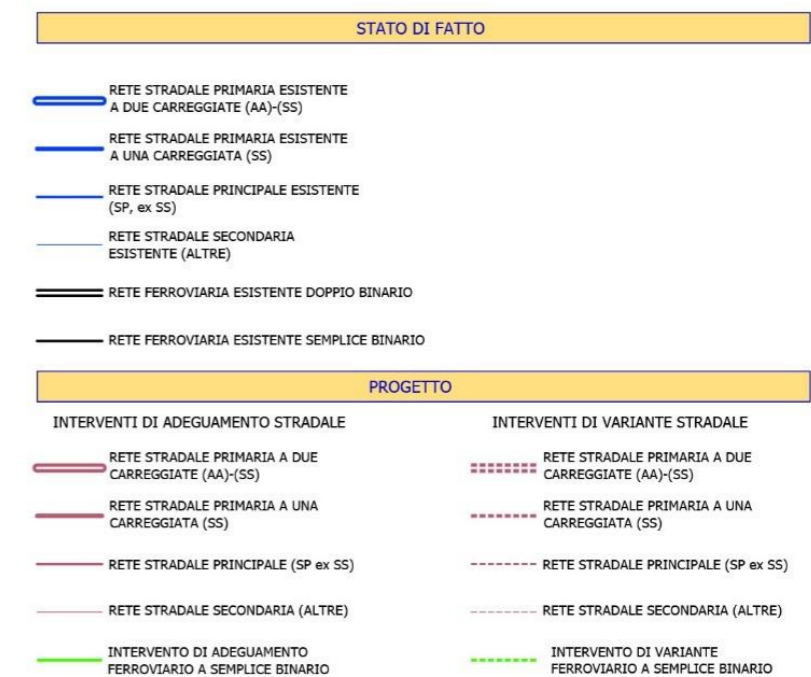 STATO DI FATTO
RETE STRADALE PRIMARIA ESISTENTE
A DUE CARREGGIATE (AA)-(SS)
RETE STRADALE PRIMARIA ESISTENTE
A UNA CARREGGIATA (SS)
RETE STRADALE PRINCIPALE ESISTENTE
(SP, ex SS)
RETE STRADALE SECONDARIA
ESISTENTE (ALTRE)
RETE FERROVIARIA ESISTENTE DOPPIO BINARIO
RETE FERROVIARIA ESISTENTE SEMPLICE BINARIO
PROGETTO
INTERVENTI DI ADEGUAMENTO STRADALE
RETE STRADALE PRIMARIA A DUE
CARREGGIATE (AA)-(SS)
RETE STRADALE PRIMARIA A UNA
CARREGGIATA (SS)
RETE STRADALE PRINCIPALE (SP ex SS)
RETE STRADALE SECONDARIA (ALTRE)
INTERVENTO DI ADEGUAMENTO
FERROVIARIO A SEMPLICE BINARIO
INTERVENTI DI VARIANTE STRADALE
RETE STRADALE PRIMARIA A DUE
CARREGGIATE (AA)-(SS)
RETE STRADALE PRIMARIA A UNA
CARREGGIATA (SS)
RETE STRADALE PRINCIPALE (SP ex SS)
RETE STRADALE SECONDARIA (ALTRE)
INTERVENTO DI VARIANTE
FERROVIARIO A SEMPLICE BINARIO